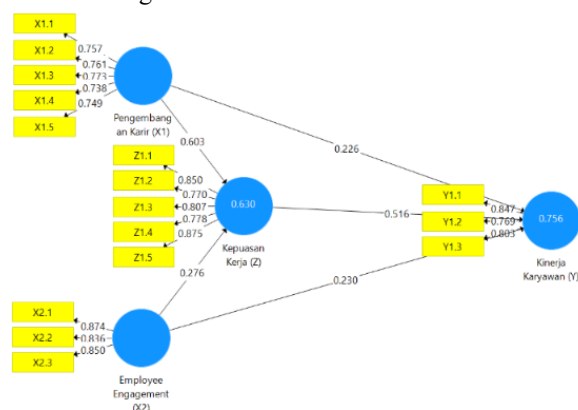 X1.1
X1.2
X1.3
X1.4
X1.5
0.757
0.761
0.773
0.738
0.749
Pengembang
an Karir (X1)
0.603
0.226
Z1.1
Z1.2
Z1.3
Z1.4
Z1.5
0.850
0.770
0.807
0.778
0.875
0.630
Kepuasan
Kerja (Z)
0.516
Y1.1
Y1.2
Y1.3
0.847
0.769
0.803
0.756
Kinerja
Karyawan (Y)
0.276
0.230
X2.1
X2.2
X2.3
0.874
0.836
0.850
Employee
Engagement
(X2)